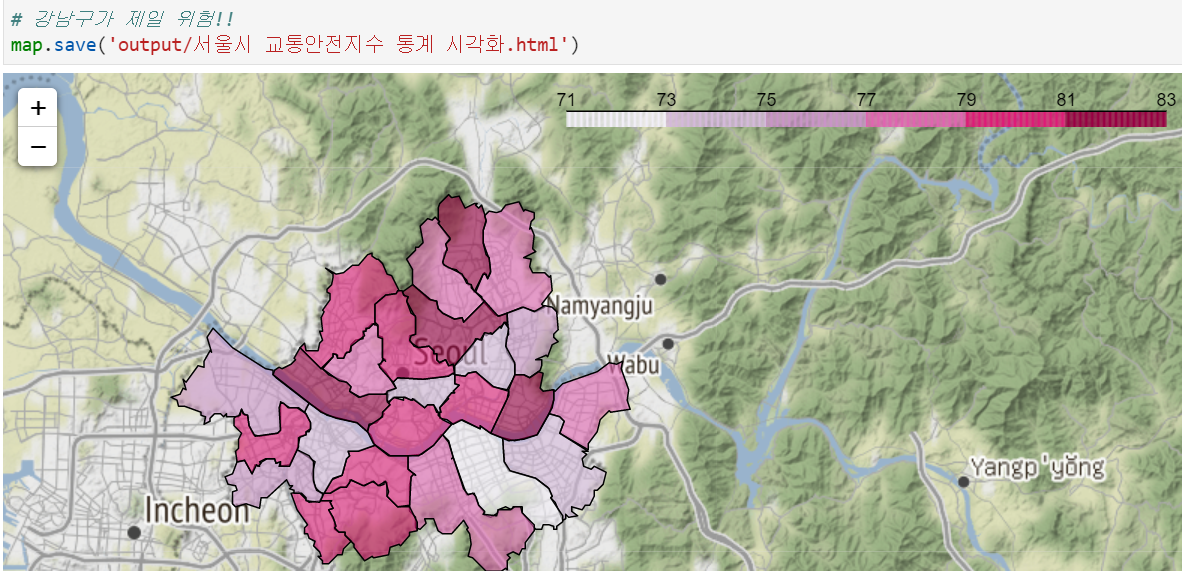 # 강남구가 제일 위험!!
map.save('output/서울시 교통안전지수 통계 시각화.html')
+
−
71 73 75 77 79 81 83
Namyangju
Seoul
Wabu
Yangp'yŏng
Incheon